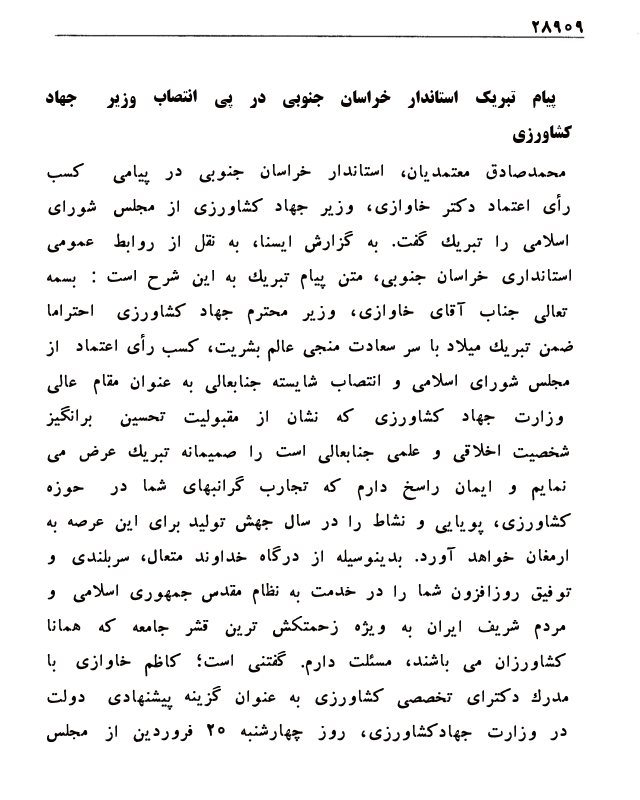 ۲۸۹۰۹
پیام تبریک استاندار خراسان جنوبی در پی انتصاب وزیر جهاد
کشاورزی
محمدصادق معتمدیان، استاندار خراسان جنوبی در پیامی کسب
رأی اعتماد دکتر خاوازی، وزیر جهاد کشاورزی از مجلس شورای
اسلامی را تبریك گفت. به گزارش ایسنا، به نقل از روابط عمومی
استانداری خراسان جنوبی، متن پیام تبریك به این شرح است : بسمه
تعالی جناب آقای خاوازی، وزیر محترم جهاد کشاورزی احتراما
ضمن تبریك میلاد با سر سعادت منجی عالم بشریت، کسب رأی اعتماد از
مجلس شورای اسلامی و انتصاب شایسته جنابعالی به عنوان مقام عالی
وزارت جهاد کشاورزی که نشان از مقبولیت تحسین برانگیز
شخصیت اخلاقی و علمی جنابعالی است را صمیمانه تبریك عرض می
نمایم و ایمان راسخ دارم که تجارب گرانبهای شما در حوزه
کشاورزی، پویایی و نشاط را در سال جهش تولید برای این عرصه به
ارمغان خواهد آورد. بدینوسیله از درگاه خداوند متعال، سربلندی و
توفیق روزافزون شما را در خدمت به نظام مقدس جمهوری اسلامی و
مردم شریف ایران به ویژه زحمتکش ترین قشر جامعه که همانا
کشاورزان می باشند، مسئلت دارم. گفتنی است؛ کاظم خاوازی با
مدرك دکترای تخصصی کشاورزی به عنوان گزینه پیشنهادی دولت
در وزارت جهادکشاورزی، روز چهارشنبه ۲۰ فروردین از مجلس